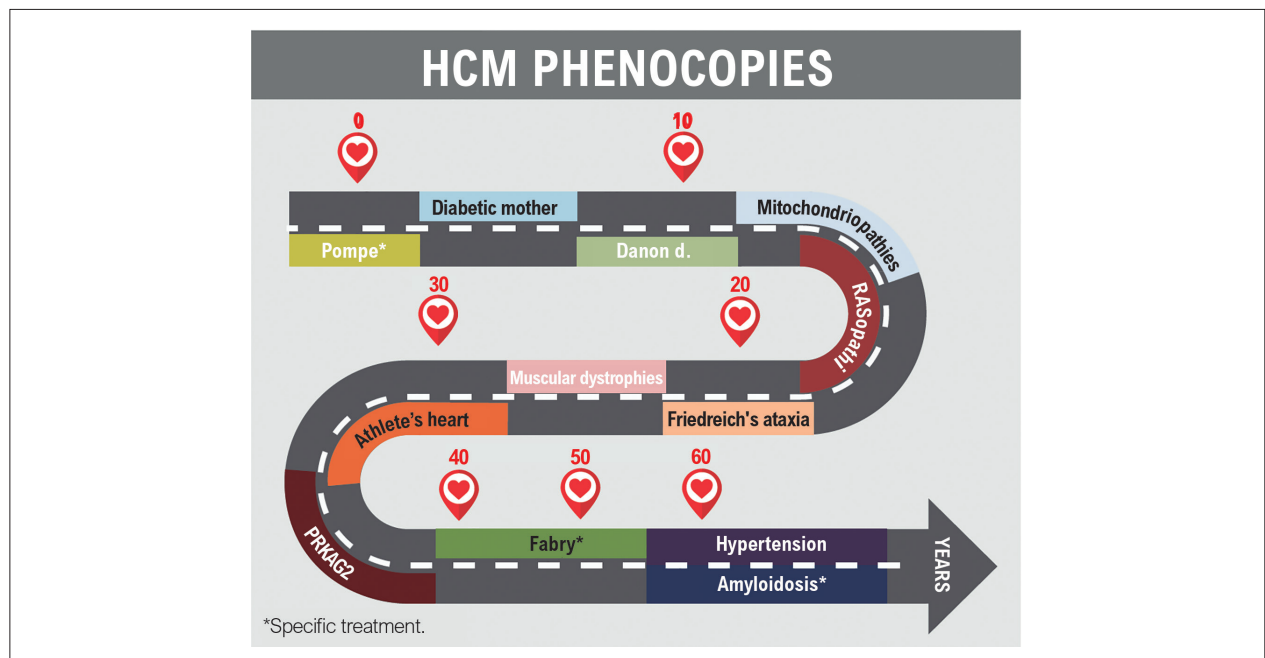 HCM PHENOCOPIES
0
10
Diabetic mother
Mitochondriopathies
Pompe*
Danon d.
RASopathi
30
20
Muscular dystrophies
Athlete's heart
Friedreich's ataxia
40
50
60
PRKAG2
Fabry*
Hypertension
Amyloidosis*
YEARS
*Specific treatment.